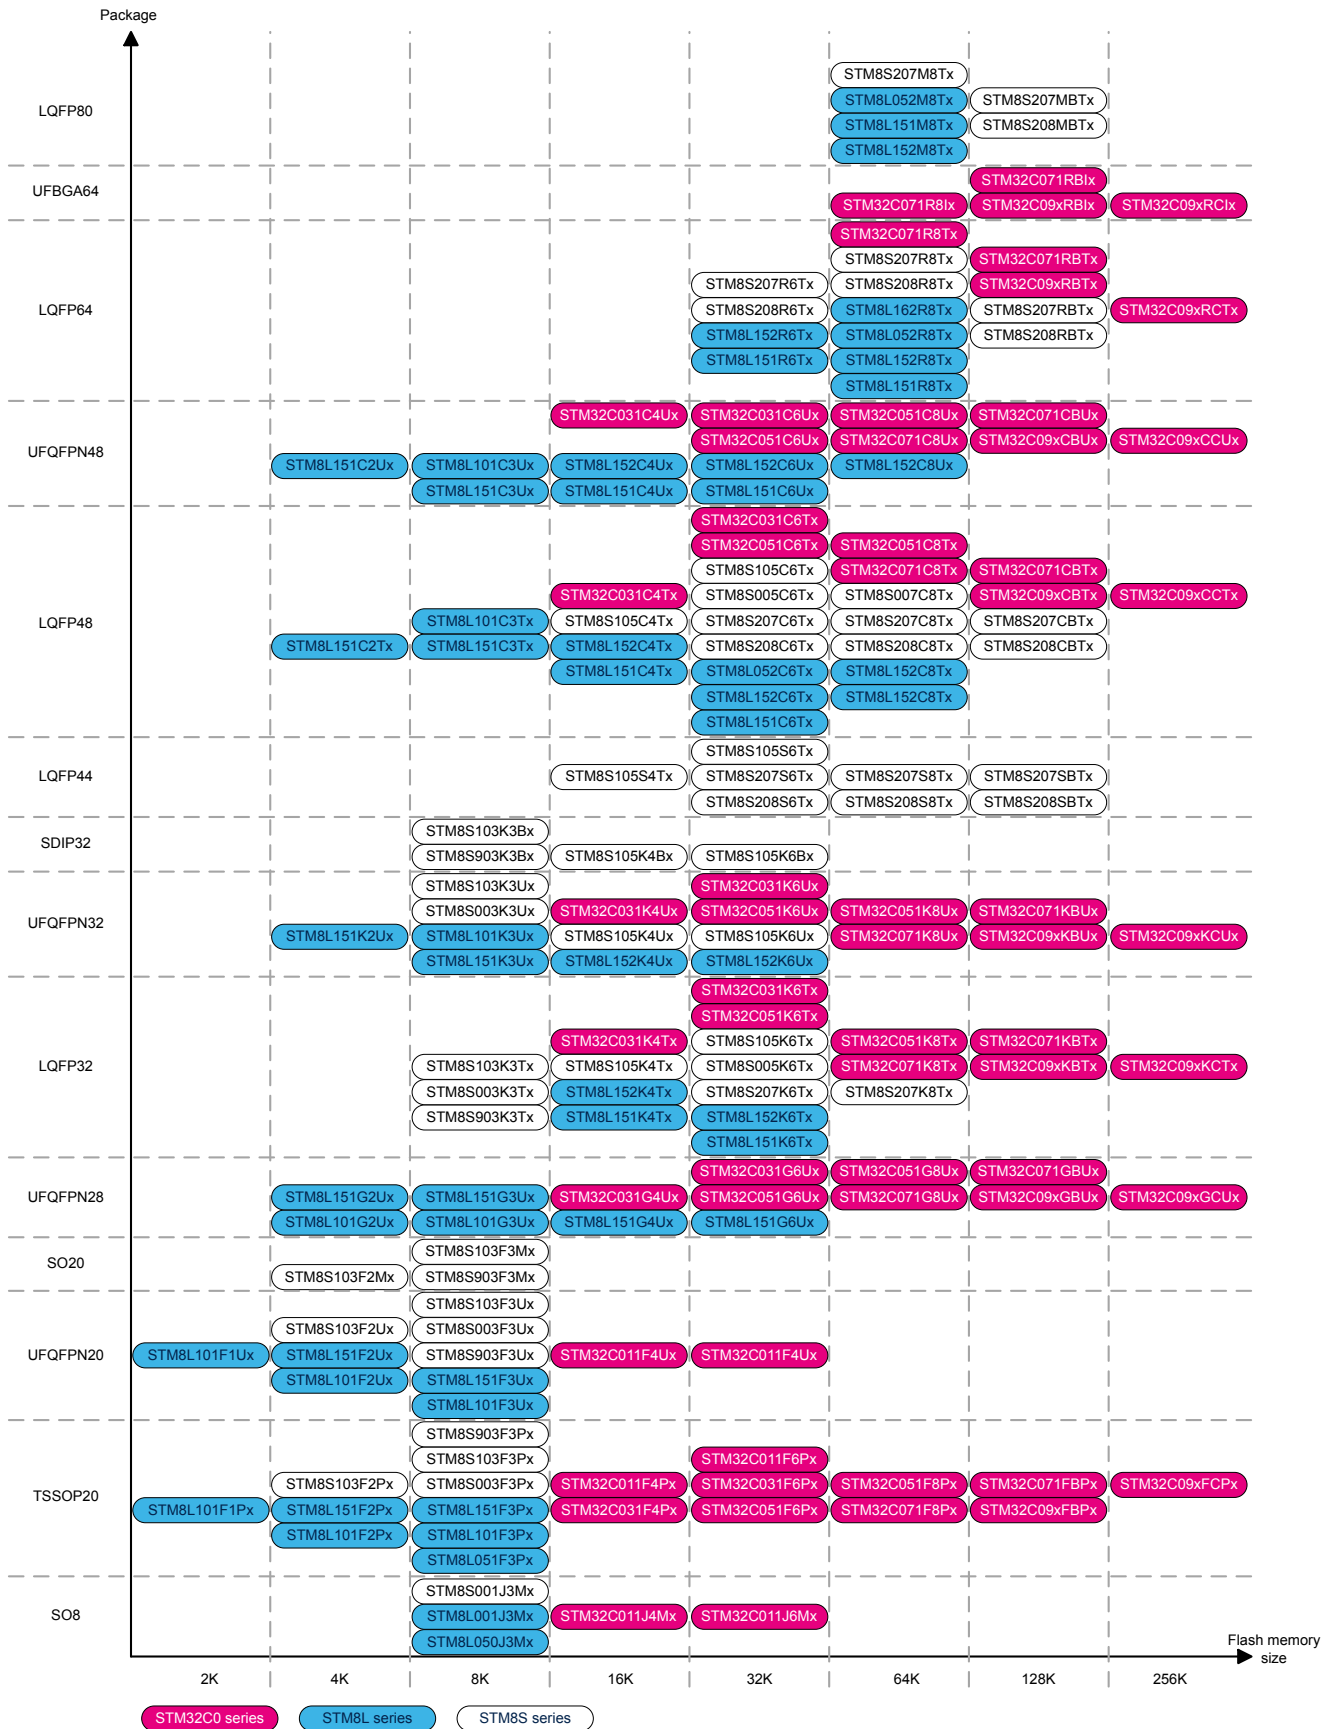 Package
STM8S207M8Tx
STM8L052M8Tx STM8S207MBTx
LQFP80
STM8L151M8Tx STM8S208MBTx
STM8L152M8Tx
STM32C071RBIx
UFBGA64
STM32C071R8Ix STM32C09xRBIx STM32C09xRCIx
STM32C071R8Tx
STM8S207R8Tx STM32C071RBTx
STM8S207R6Tx STM8S208R8Tx STM32C09xRBTx
LQFP64 STM8S208R6Tx STM8L162R8Tx STM8S207RBTx STM32C09xRCTx
STM8L152R6Tx STM8L052R8Tx STM8S208RBTx
STM8L151R6Tx STM8L152R8Tx
STM8L151R8Tx
STM32C031C4Ux STM32C031C6Ux STM32C051C8Ux STM32C071CBUx
STM32C051C6Ux STM32C071C8Ux STM32C09xCBUx STM32C09xCCUx
UFQFPN48
STM8L151C2Ux STM8L101C3Ux STM8L152C4Ux STM8L152C6Ux STM8L152C8Ux
STM8L151C3Ux STM8L151C4Ux STM8L151C6Ux
STM32C031C6Tx
STM32C051C6Tx STM32C051C8Tx
STM8S105C6Tx STM32C071C8Tx STM32C071CBTx
STM32C031C4Tx STM8S005C6Tx STM8S007C8Tx STM32C09xCBTx STM32C09xCCTx
LQFP48 STM8L101C3Tx STM8S105C4Tx STM8S207C6Tx STM8S207C8Tx STM8S207CBTx
STM8L151C2Tx STM8L151C3Tx STM8L152C4Tx STM8S208C6Tx STM8S208C8Tx STM8S208CBTx
STM8L151C4Tx STM8L052C6Tx STM8L152C8Tx
STM8L152C6Tx STM8L152C8Tx
STM8L151C6Tx
STM8S105S6Tx
LQFP44 STM8S105S4Tx STM8S207S6Tx STM8S207S8Tx STM8S207SBTx
STM8S208S6Tx STM8S208S8Tx STM8S208SBTx
STM8S103K3Bx
SDIP32
STM8S903K3Bx STM8S105K4Bx STM8S105K6Bx
STM8S103K3Ux STM32C031K6Ux
STM8S003K3Ux STM32C031K4Ux STM32C051K6Ux STM32C051K8Ux STM32C071KBUx
UFQFPN32
STM8L151K2Ux STM8L101K3Ux STM8S105K4Ux STM8S105K6Ux STM32C071K8Ux STM32C09xKBUx STM32C09xKCUx
STM8L151K3Ux STM8L152K4Ux STM8L152K6Ux
STM32C031K6Tx
STM32C051K6Tx
STM32C031K4Tx STM8S105K6Tx STM32C051K8Tx STM32C071KBTx
LQFP32 STM8S103K3Tx STM8S105K4Tx STM8S005K6Tx STM32C071K8Tx STM32C09xKBTx STM32C09xKCTx
STM8S003K3Tx STM8L152K4Tx STM8S207K6Tx STM8S207K8Tx
STM8S903K3Tx STM8L151K4Tx STM8L152K6Tx
STM8L151K6Tx
STM32C031G6Ux STM32C051G8Ux STM32C071GBUx
UFQFPN28 STM8L151G2Ux STM8L151G3Ux STM32C031G4Ux STM32C051G6Ux STM32C071G8Ux STM32C09xGBUx STM32C09xGCUx
STM8L101G2Ux STM8L101G3Ux STM8L151G4Ux STM8L151G6Ux
STM8S103F3Mx
SO20
STM8S103F2Mx STM8S903F3Mx
STM8S103F3Ux
STM8S103F2Ux STM8S003F3Ux
UFQFPN20 STM8L101F1Ux STM8L151F2Ux STM8S903F3Ux STM32C011F4Ux STM32C011F4Ux
STM8L101F2Ux STM8L151F3Ux
STM8L101F3Ux
STM8S903F3Px
STM8S103F3Px STM32C011F6Px
STM8S103F2Px STM8S003F3Px STM32C011F4Px STM32C031F6Px STM32C051F8Px STM32C071FBPx STM32C09xFCPx
TSSOP20
STM8L101F1Px STM8L151F2Px STM8L151F3Px STM32C031F4Px STM32C051F6Px STM32C071F8Px STM32C09xFBPx
STM8L101F2Px STM8L101F3Px
STM8L051F3Px
STM8S001J3Mx
SO8 STM8L001J3Mx STM32C011J4Mx STM32C011J6Mx
STM8L050J3Mx
Flash memory
size
2K 4K 8K 16K 32K 64K 128K 256K
STM32C0 series STM8L series STM8S series